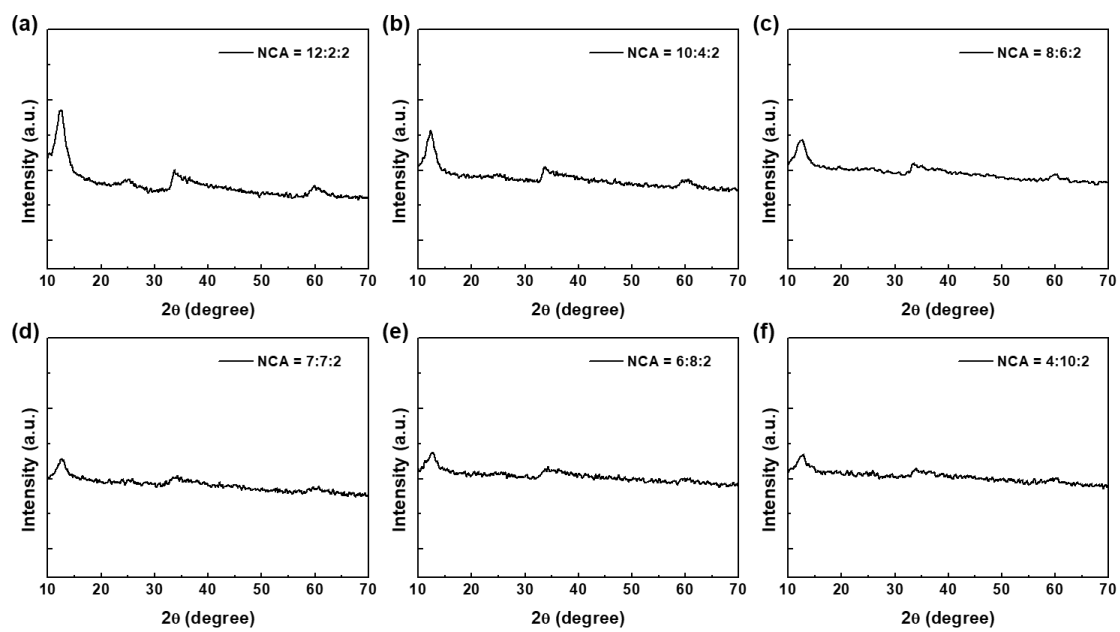 (a)
NCA = 12:2:2
Intensity (a.u.)
10 20 30 40 50 60 70
2θ (degree)
(b)
NCA = 10:4:2
Intensity (a.u.)
10 20 30 40 50 60 70
2θ (degree)
(c)
NCA = 8:6:2
Intensity (a.u.)
10 20 30 40 50 60 70
2θ (degree)
(d)
NCA = 7:7:2
Intensity (a.u.)
10 20 30 40 50 60 70
2θ (degree)
(e)
NCA = 6:8:2
Intensity (a.u.)
10 20 30 40 50 60 70
2θ (degree)
(f)
NCA = 4:10:2
Intensity (a.u.)
10 20 30 40 50 60 70
2θ (degree)